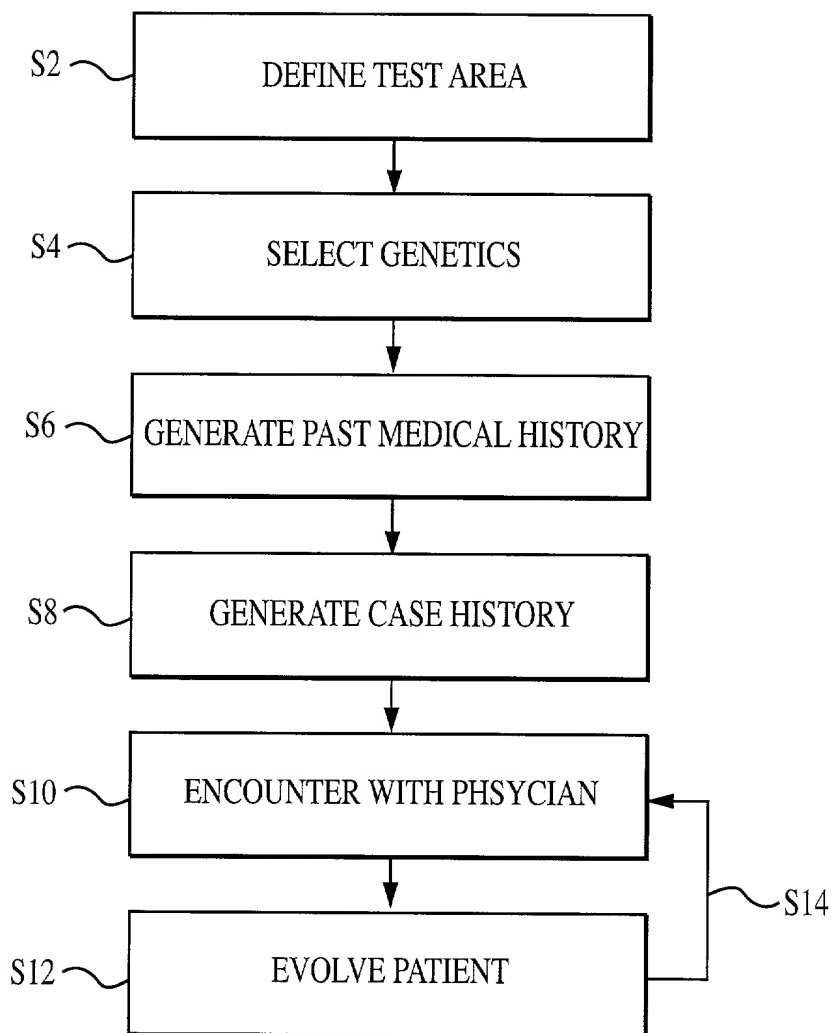 S2
DEFINE TEST AREA
S4
SELECT GENETICS
S6
GENERATE PAST MEDICAL HISTORY
S8
GENERATE CASE HISTORY
S10
ENCOUNTER WITH PHSYCIAN
S14
S12
EVOLVE PATIENT